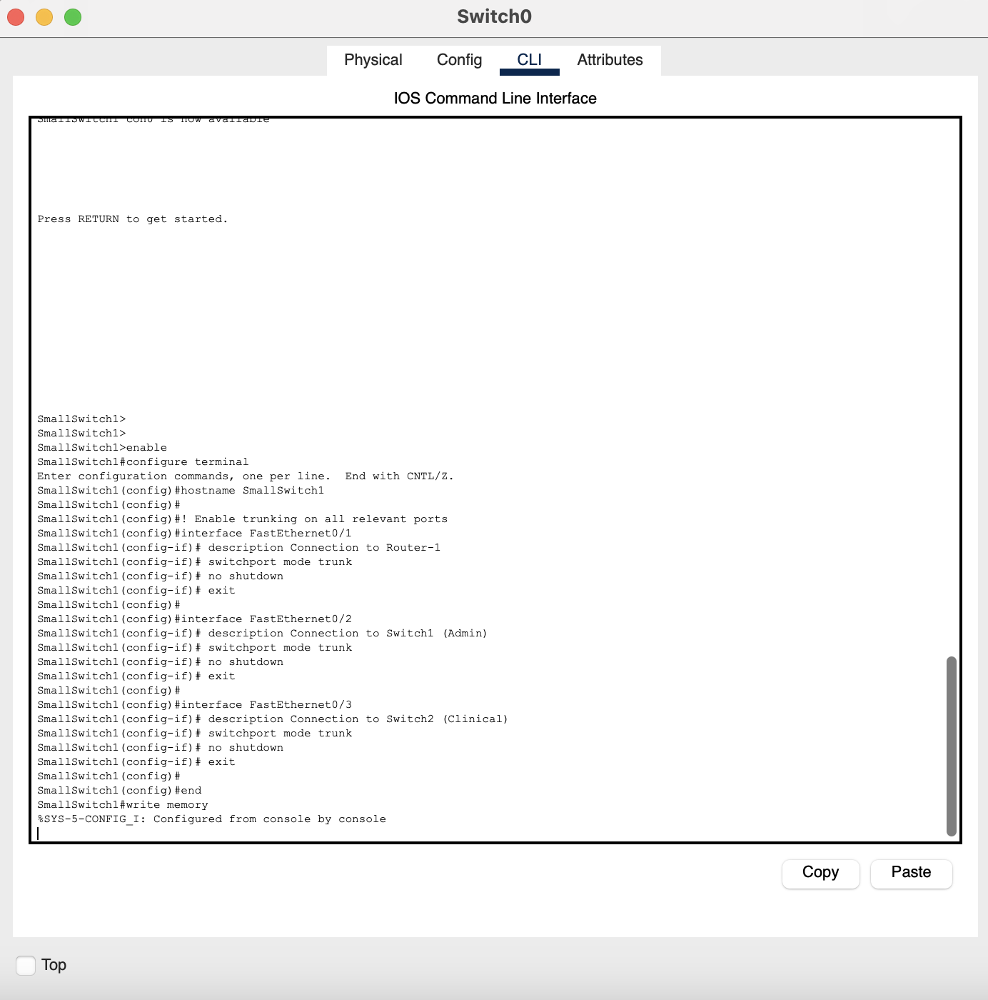 Switch0
Physical Config CLI Attributes
IOS Command Line Interface
SmallSwitch1 con0 is now available
Press RETURN to get started.
SmallSwitch1>
SmallSwitch1>
SmallSwitch1>enable
SmallSwitch1#configure terminal
Enter configuration commands, one per line.  End with CNTL/Z.
SmallSwitch1(config)#hostname SmallSwitch1
SmallSwitch1(config)#
SmallSwitch1(config)#! Enable trunking on all relevant ports
SmallSwitch1(config)#interface FastEthernet0/1
SmallSwitch1(config-if)# description Connection to Router-1
SmallSwitch1(config-if)# switchport mode trunk
SmallSwitch1(config-if)# no shutdown
SmallSwitch1(config-if)# exit
SmallSwitch1(config)#
SmallSwitch1(config)#interface FastEthernet0/2
SmallSwitch1(config-if)# description Connection to Switch1 (Admin)
SmallSwitch1(config-if)# switchport mode trunk
SmallSwitch1(config-if)# no shutdown
SmallSwitch1(config-if)# exit
SmallSwitch1(config)#
SmallSwitch1(config)#interface FastEthernet0/3
SmallSwitch1(config-if)# description Connection to Switch2 (Clinical)
SmallSwitch1(config-if)# switchport mode trunk
SmallSwitch1(config-if)# no shutdown
SmallSwitch1(config-if)# exit
SmallSwitch1(config)#
SmallSwitch1(config)#end
SmallSwitch1#write memory
%SYS-5-CONFIG_I: Configured from console by console
Copy Paste
Top